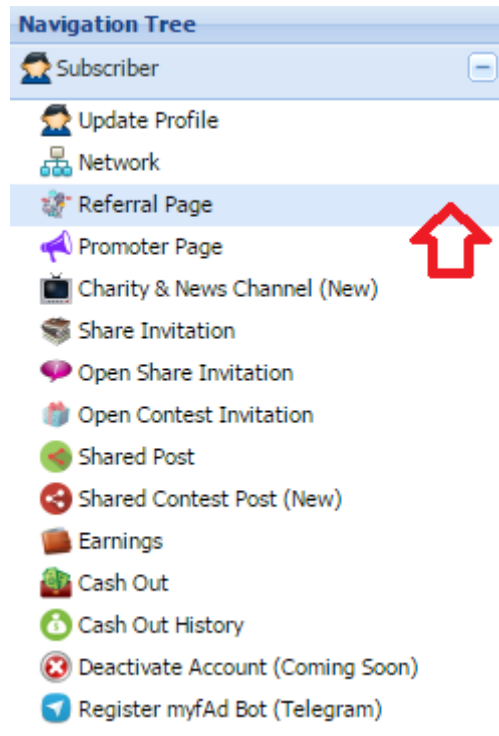 Navigation Tree
Subscriber
Update Profile
Network
Referral Page
Promoter Page
Charity & News Channel (New)
Share Invitation
Open Share Invitation
Open Contest Invitation
Shared Post
Shared Contest Post (New)
Earnings
Cash Out
Cash Out History
Deactivate Account (Coming Soon)
Register myfAd Bot (Telegram)